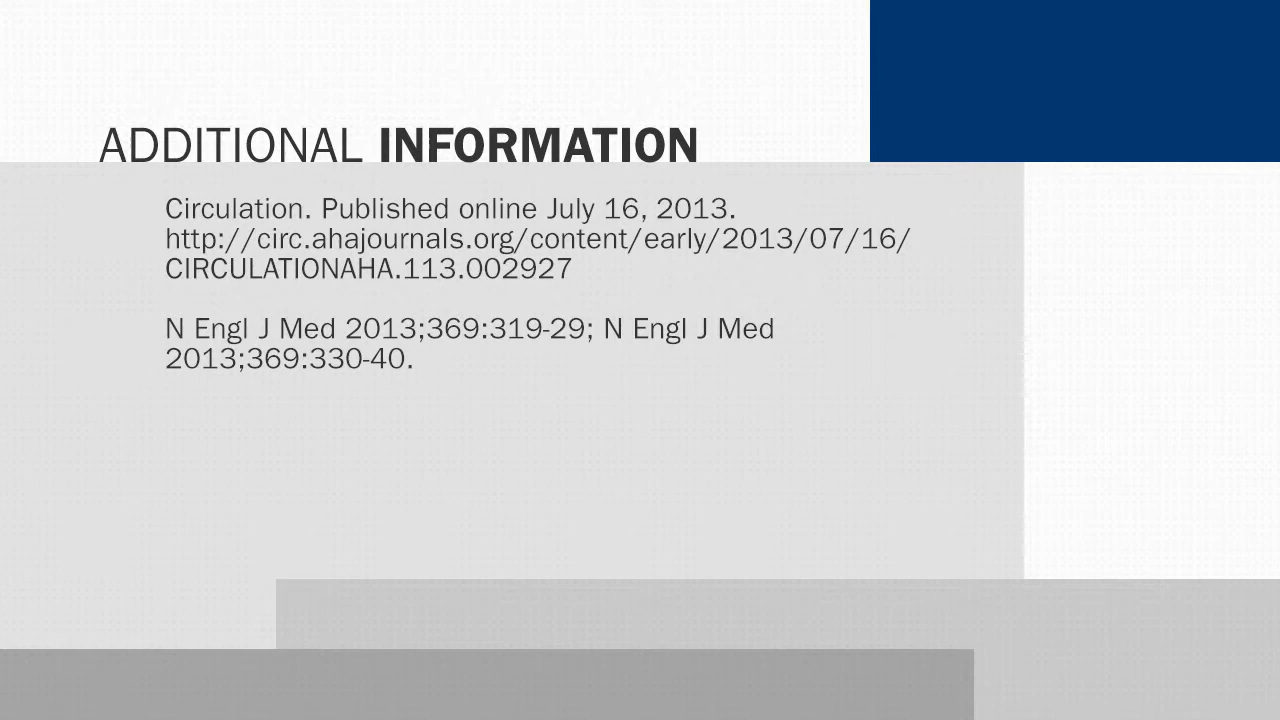 ADDITIONAL INFORMATION
Circulation. Published online July 16, 2013.
http://circ.ahajournals.org/content/early/2013/07/16/
CIRCULATIONAHA.113.002927
N Engl J Med 2013;369:319-29; N Engl J Med
2013;369:330-40.